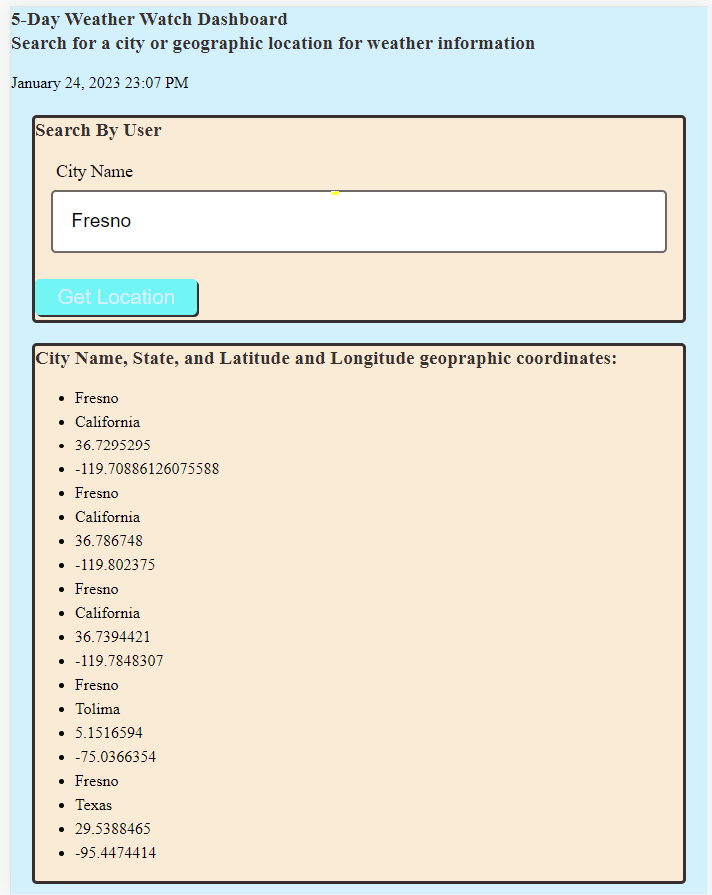 5-Day Weather Watch Dashboard
Search for a city or geographic location for weather information
January 24, 2023 23:07 PM
Search By User
City Name
Fresno
Get Location
City Name, State, and Latitude and Longitude geopraphic coordinates:
Fresno
California
36.7295295
-119.70886126075588
Fresno
California
36.786748
-119.802375
Fresno
California
36.7394421
-119.7848307
Fresno
Tolima
5.1516594
-75.0366354
Fresno
Texas
29.5388465
-95.4474414